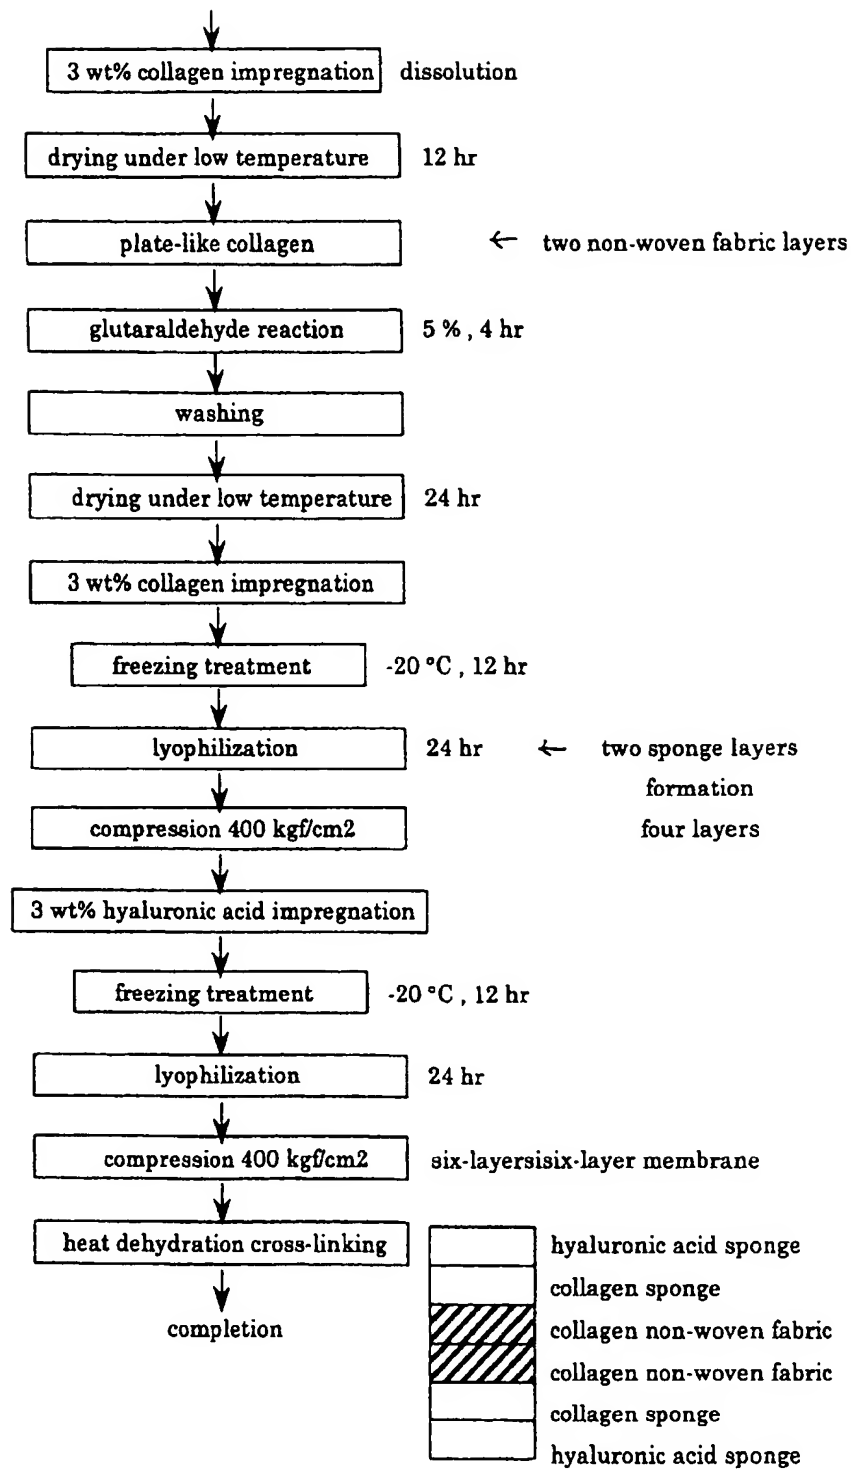 3 wt% collagen impregnation dissolution
drying under low temperature 12 hr
plate-like collagen ← two non-woven fabric layers
glutaraldehyde reaction 5 % , 4 hr
washing
drying under low temperature 24 hr
3 wt% collagen impregnation
freezing treatment -20 °C , 12 hr
lyophilization 24 hr ← two sponge layers
formation
compression 400 kgf/cm2 four layers
3 wt% hyaluronic acid impregnation
freezing treatment -20 °C , 12 hr
lyophilization 24 hr
compression 400 kgf/cm2 six-layersisix-layer membrane
heat dehydration cross-linking hyaluronic acid sponge
collagen sponge
completion collagen non-woven fabric
collagen non-woven fabric
collagen sponge
hyaluronic acid sponge